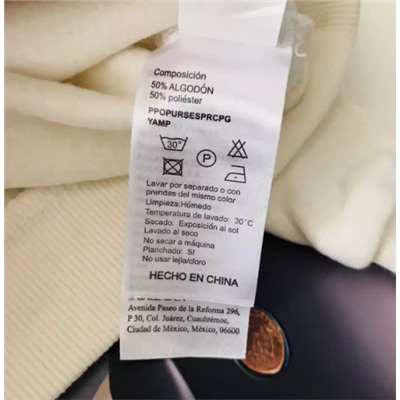 Composición
50% ALGODÓN
50% poliéster
PPOPURSESPRCPG
YAMP
30°
P
Lavar por separado o con
prendas del mismo color
Limpieza:Húmedo
Temperatura de lavado: 30°C
Secado: Exposición al sol
Lavado al seco
No secar a máquina
Planchado: SI
No usar lejía/cloro
HECHO EN CHINA
Avenida Paseo de la Reforma 296,
P 30, Col. Juárez, Cuauhtémoc,
Ciudad de México, México, 06600